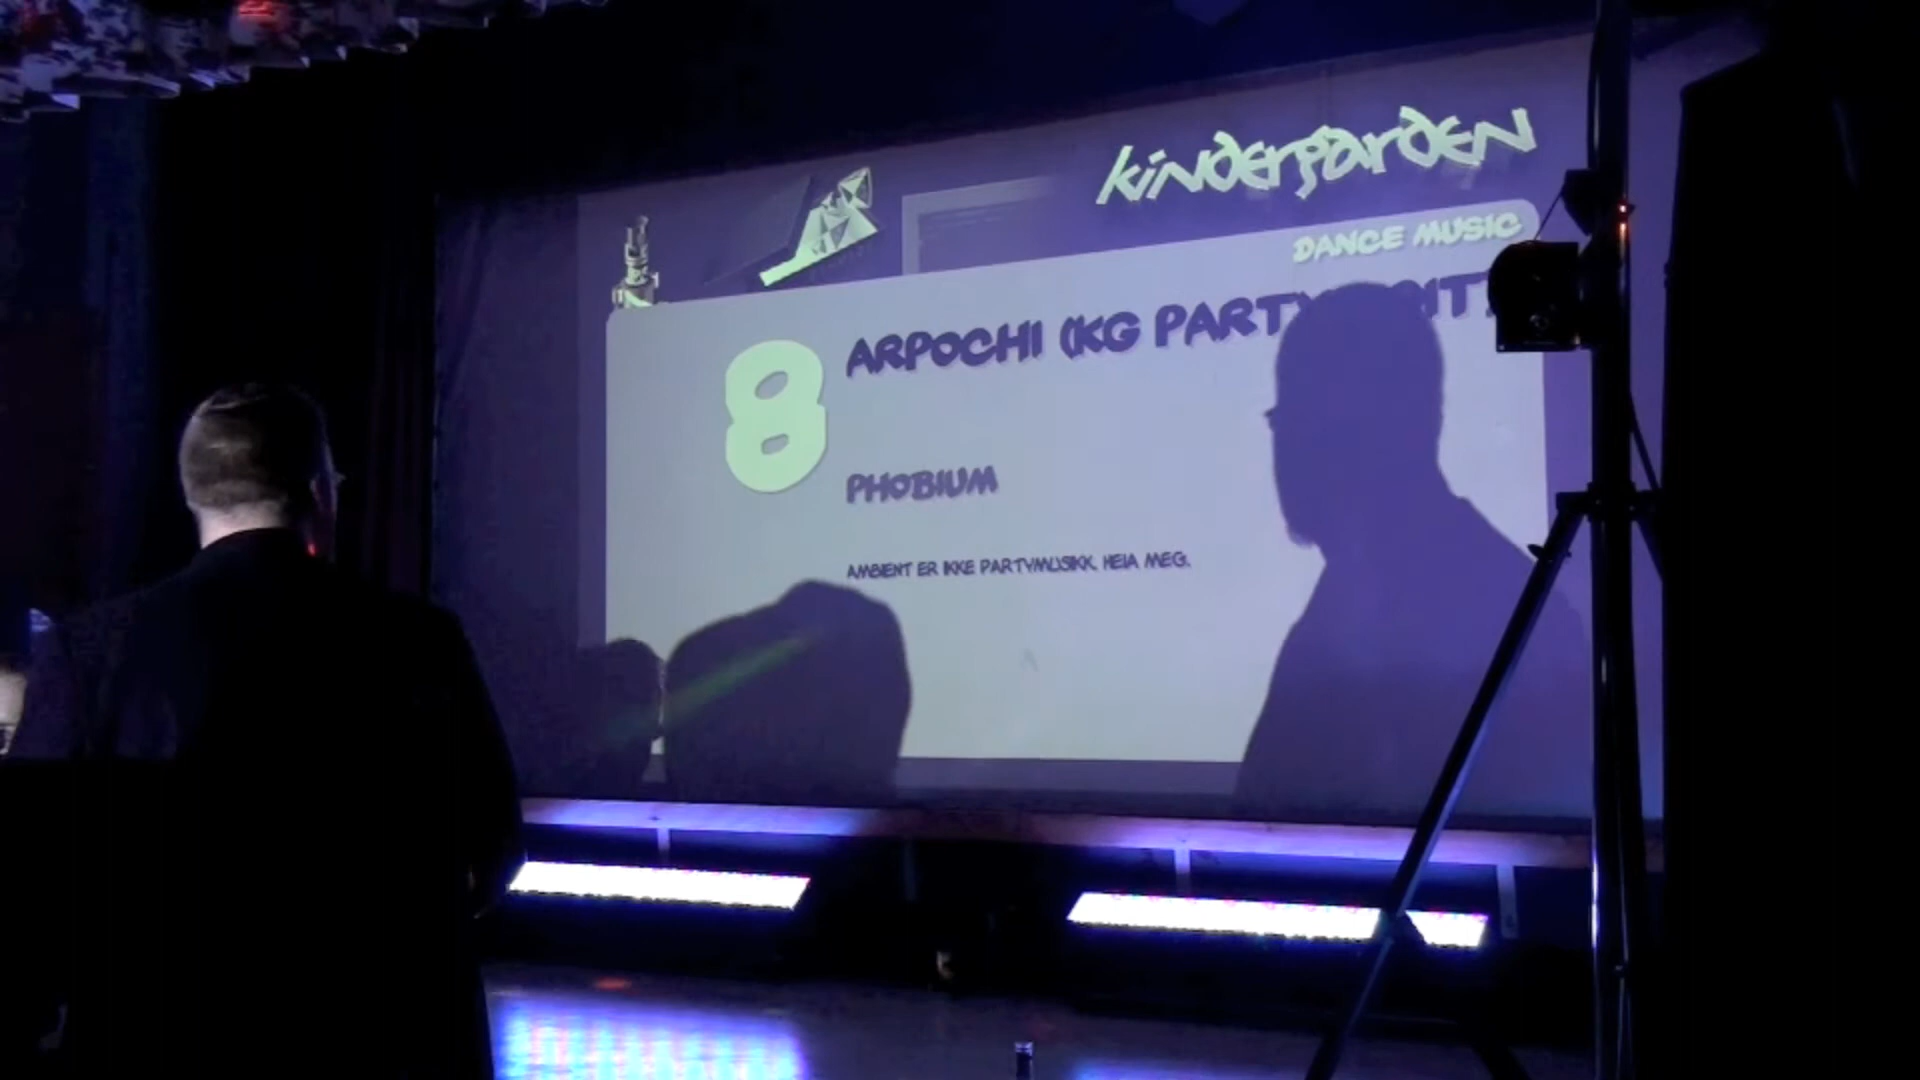 kindergarden
DANCE MUSIC
8
ARPOCHI (KG PARTY
PHOBIUM
AMBIENT ER IKKE PARTYMUSIKK. HEIA MEG.